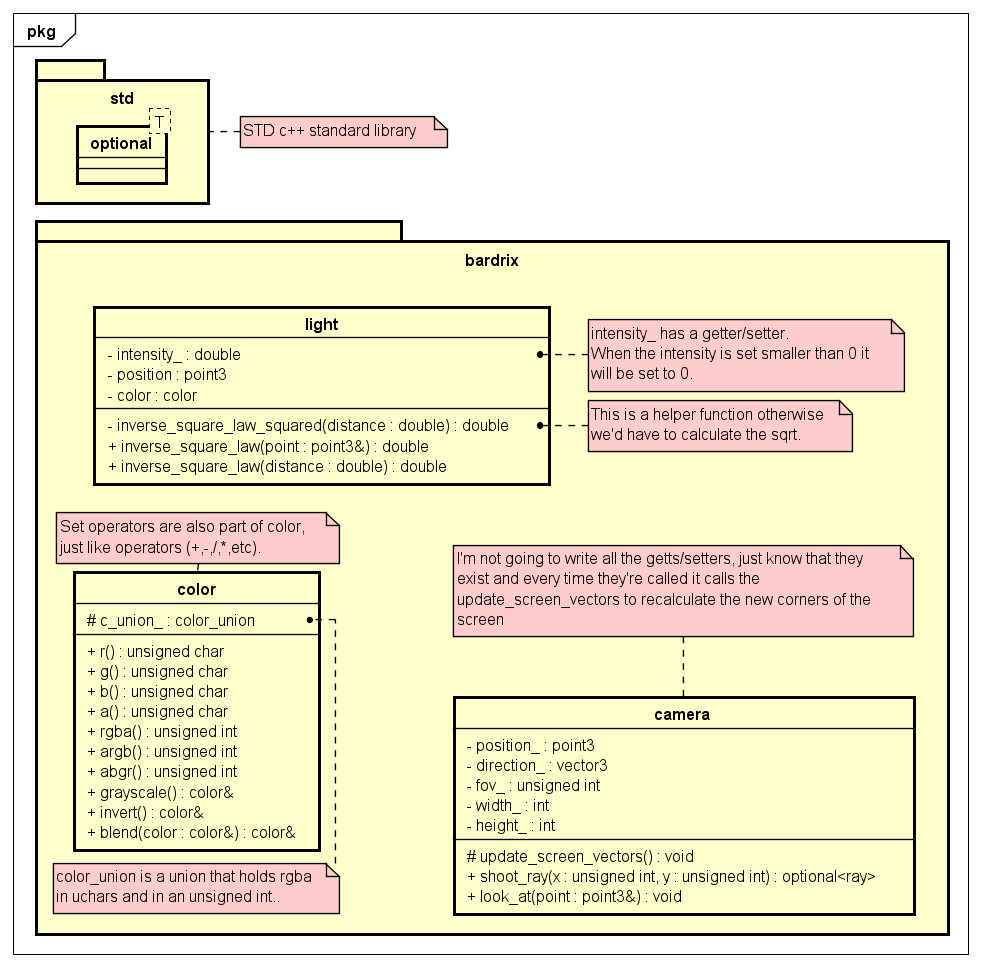 pkg
std
T
optional
STD c++ standard library
bardrix
light
- intensity_ : double
- position : point3
- color : color
- inverse_square_law_squared(distance : double) : double
+ inverse_square_law(point : point3&) : double
+ inverse_square_law(distance : double) : double
intensity_ has a getter/setter.
When the intensity is set smaller than 0 it
will be set to 0.
This is a helper function otherwise
we'd have to calculate the sqrt.
Set operators are also part of color,
just like operators (+,-,/,*,etc).
color
# c_union_ : color_union
+ r() : unsigned char
+ g() : unsigned char
+ b() : unsigned char
+ a() : unsigned char
+ rgba() : unsigned int
+ argb() : unsigned int
+ abgr() : unsigned int
+ grayscale() : color&
+ invert() : color&
+ blend(color : color&) : color&
color_union is a union that holds rgba
in uchars and in an unsigned int..
I'm not going to write all the getts/setters, just know that they
exist and every time they're called it calls the
update_screen_vectors to recalculate the new corners of the
screen
camera
- position_ : point3
- direction_ : vector3
- fov_ : unsigned int
- width_ : int
- height_ : int
# update_screen_vectors() : void
+ shoot_ray(x : unsigned int, y : unsigned int) : optional<ray>
+ look_at(point : point3&) : void